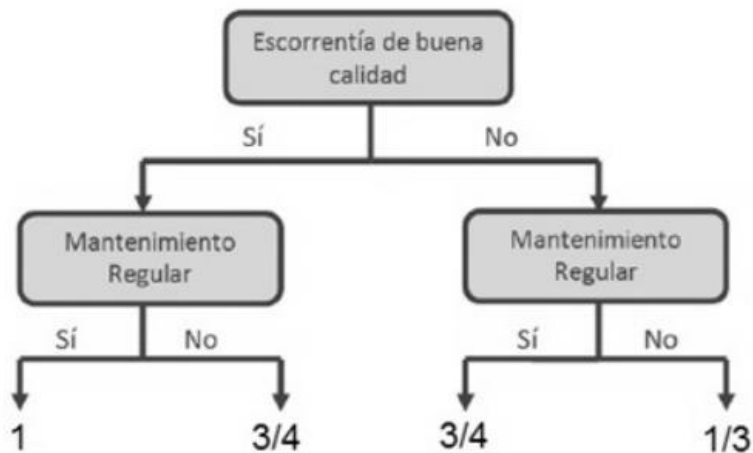 Escorrentía de buena
calidad
Sí
No
Mantenimiento
Regular
Mantenimiento
Regular
Sí
No
Sí
No
1
3/4
3/4
1/3